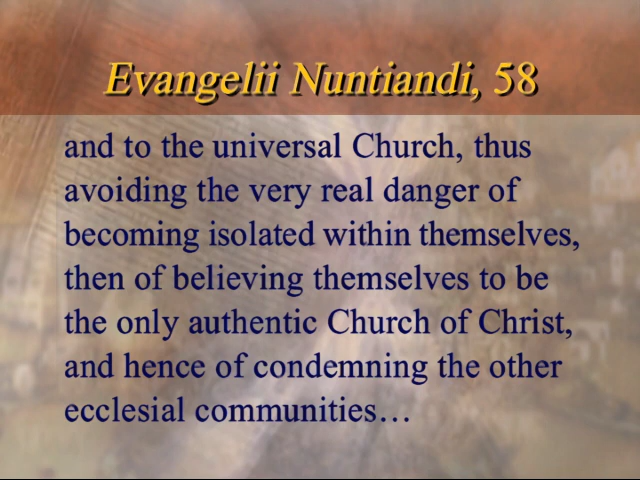 Evangelii Nuntiandi, 58
and to the universal Church, thus
avoiding the very real danger of
becoming isolated within themselves,
then of believing themselves to be
the only authentic Church of Christ,
and hence of condemning the other
ecclesial communities…